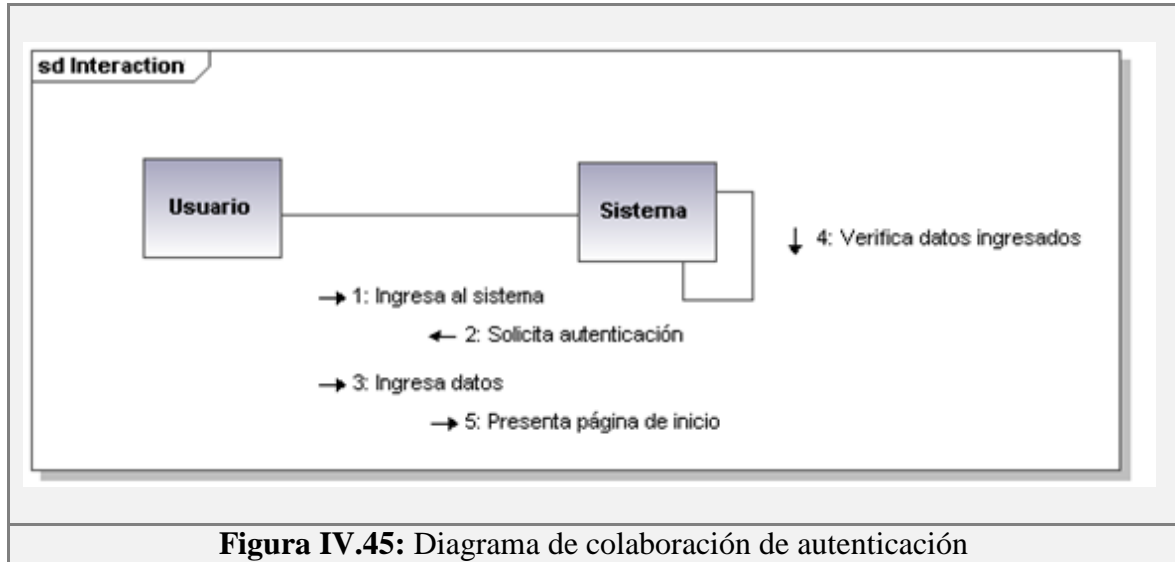 sd Interaction
Usuario
Sistema
4: Verifica datos ingresados
1: Ingresa al sistema
2: Solicita autenticación
3: Ingresa datos
5: Presenta página de inicio
Figura IV.45: Diagrama de colaboración de autenticación